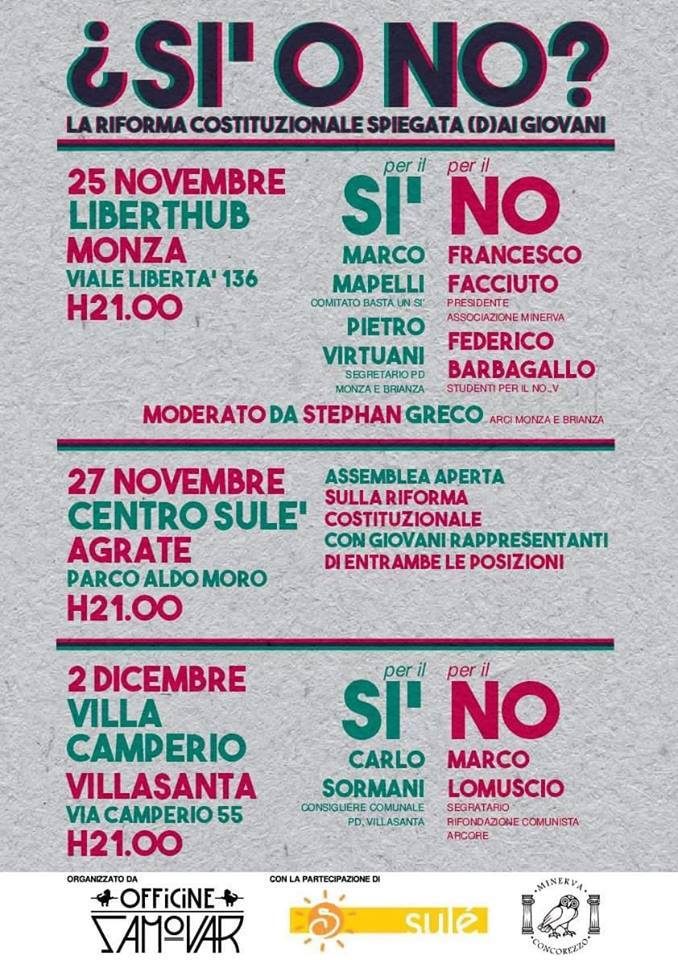 ¿SI' O NO?
LA RIFORMA COSTITUZIONALE SPIEGATA (D)AI GIOVANI
25 NOVEMBRE
LIBERTHUB
MONZA
VIALE LIBERTA' 136
H21.00
per il
SI'
MARCO
MAPELLI
COMITATO BASTA UN SI'
PIETRO
VIRTUANI
SEGRETARIO PD
MONZA E BRIANZA
per il
NO
FRANCESCO
FACCIUTO
PRESIDENTE
ASSOCIAZIONE MINERVA
FEDERICO
BARBAGALLO
STUDENTI PER IL NO_V
MODERATO DA STEPHAN GRECO ARCI MONZA E BRIANZA
27 NOVEMBRE
CENTRO SULE'
AGRATE
PARCO ALDO MORO
H21.00
ASSEMBLEA APERTA
SULLA RIFORMA
COSTITUZIONALE
CON GIOVANI RAPPRESENTANTI
DI ENTRAMBE LE POSIZIONI
2 DICEMBRE
VILLA
CAMPERIO
VILLASANTA
VIA CAMPERIO 55
H21.00
per il
SI'
CARLO
SORMANI
CONSIGUERE COMUNALE
PD, VILLASANTA
per il
NO
MARCO
LOMUSCIO
SEGRATARIO
RIFONDAZIONE COMUNISTA
ARCORE
ORGANIZZATO DA
OFFICINE
SAMOVAR
CON LA PARTECIPAZIONE DI
sulé
MINERVA
CONCOREZZO